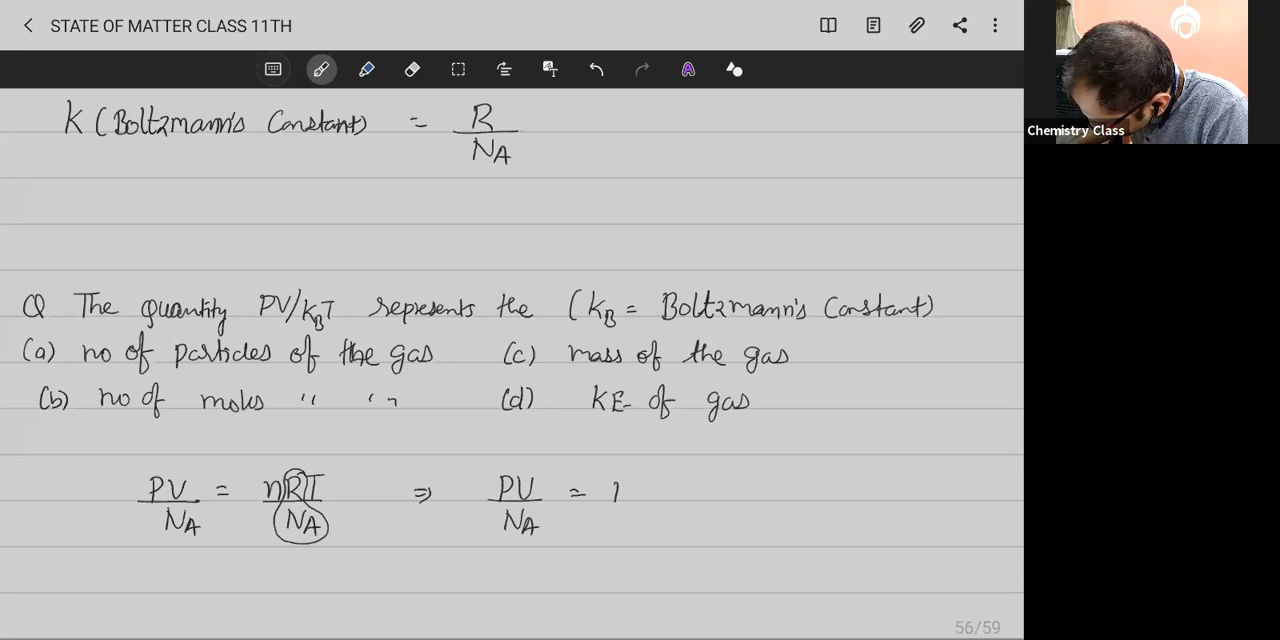 STATE OF MATTER CLASS 11TH
Chemistry Class
k (Boltzmann's Constant) = R / NA
Q The quantity PV/kBT represents the (kB = Boltzmann's Constant)
(a) no of particles of the gas (c) mass of the gas
(b) no of moles " " (d) KE of gas
PV / NA = nRT / NA ⇒ PV / NA =
56/59